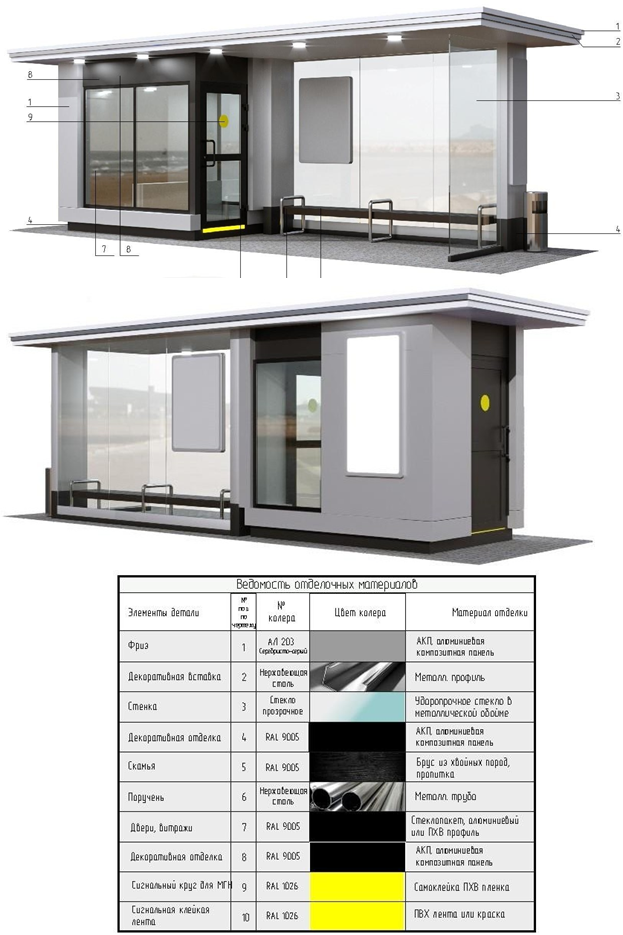 1
2
8
1
3
9
4
4
7
8
Ведомость отделочных материалов
Элементы детали
№ поз по чертежу
№ колера
Цвет колера
Материал отделки
Фриз
1
АЛ 203
Серебристо-серый
АКП, алюминиевая
композитная панель
Декоративная вставка
2
Нержавеющая
сталь
Металл. профиль
Стенка
3
Стекло
прозрачное
Ударопрочное стекло в
металлической обойме
Декоративная отделка
4
RAL 9005
АКП, алюминиевая
композитная панель
Скамья
5
RAL 9005
Брус из хвойных пород,
пропитка
Поручень
6
Нержавеющая
сталь
Металл. труба
Двери, витражи
7
RAL 9005
Стеклопакет, алюминиевый
или ПХВ профиль
Декоративная отделка
8
RAL 9005
АКП, алюминиевая
композитная панель
Сигнальный круг для МГН
9
RAL 1026
Самоклейка ПХВ пленка
Сигнальная клейкая
лента
10
RAL 1026
ПВХ лента или краска